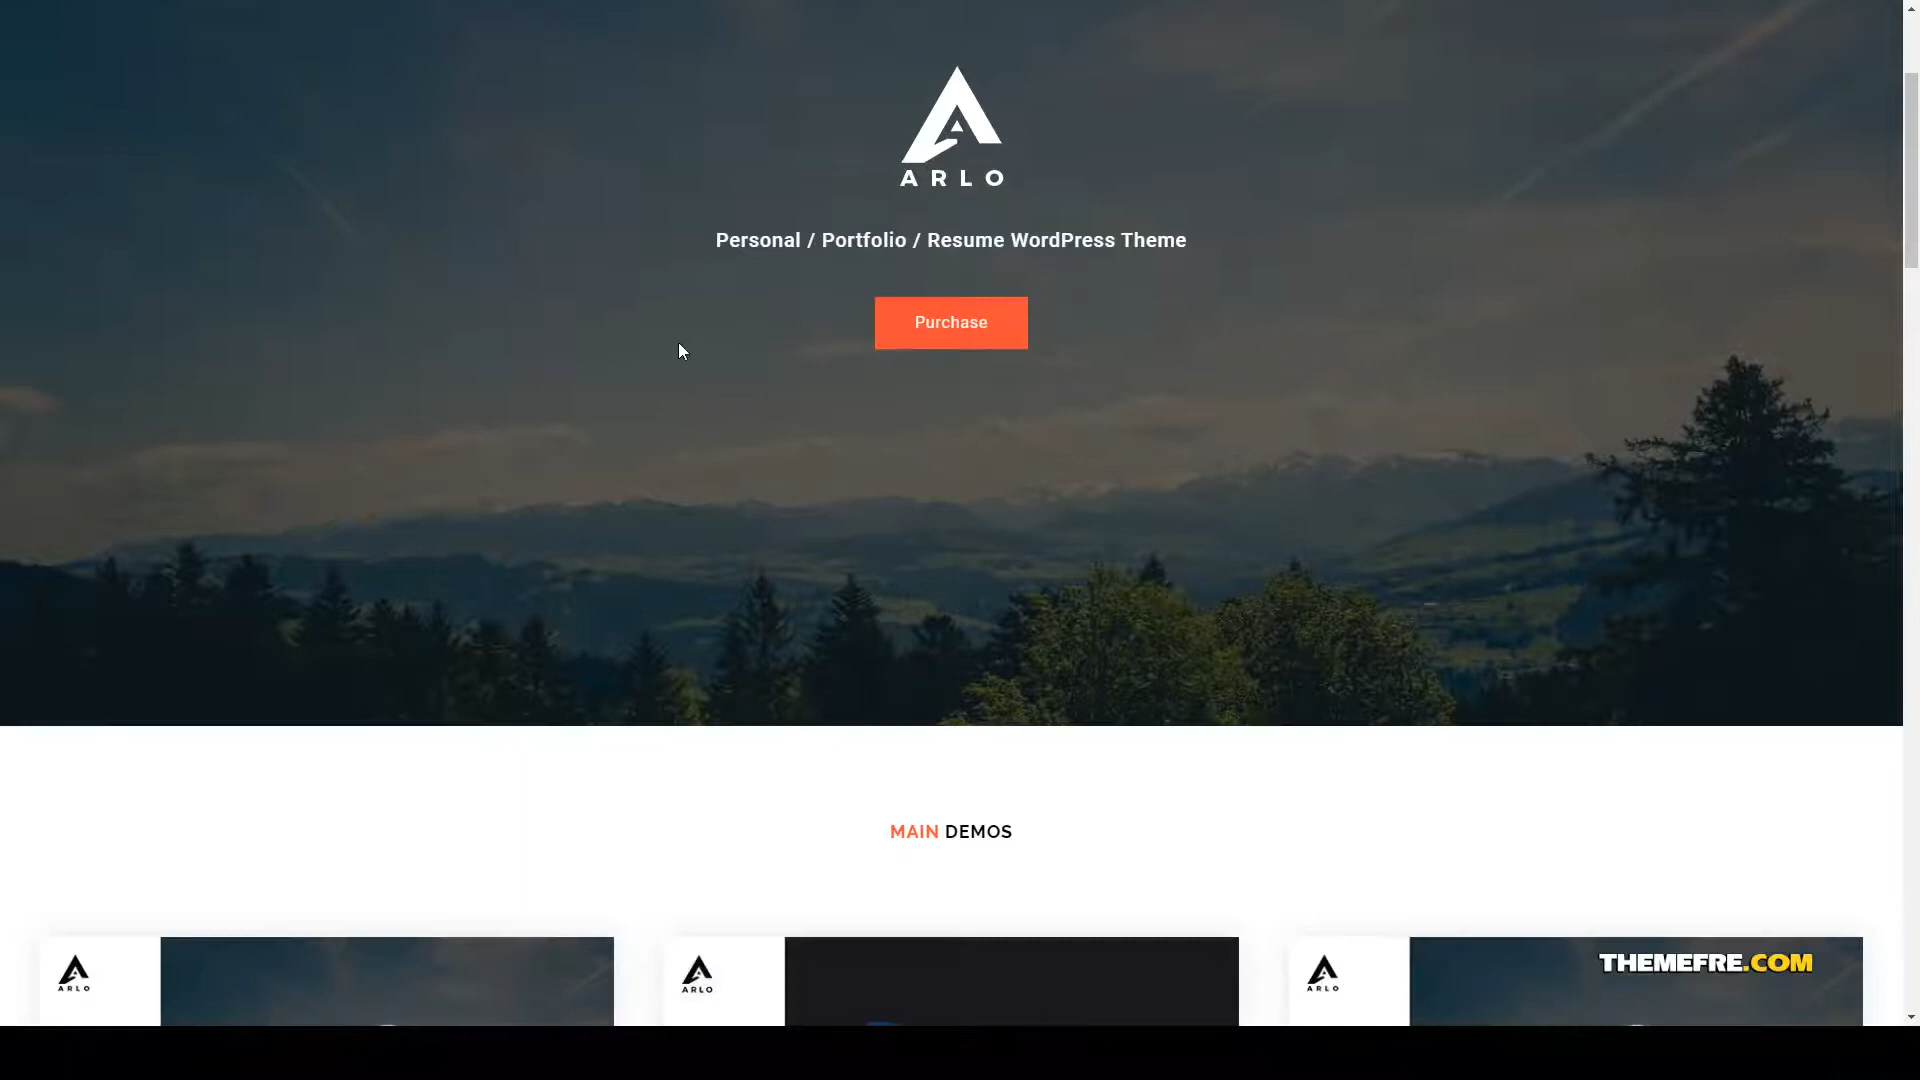 ARLO
Personal / Portfolio / Resume WordPress Theme
Purchase
MAIN DEMOS
ARLO
ARLO
ARLO
THEMEFRE.COM